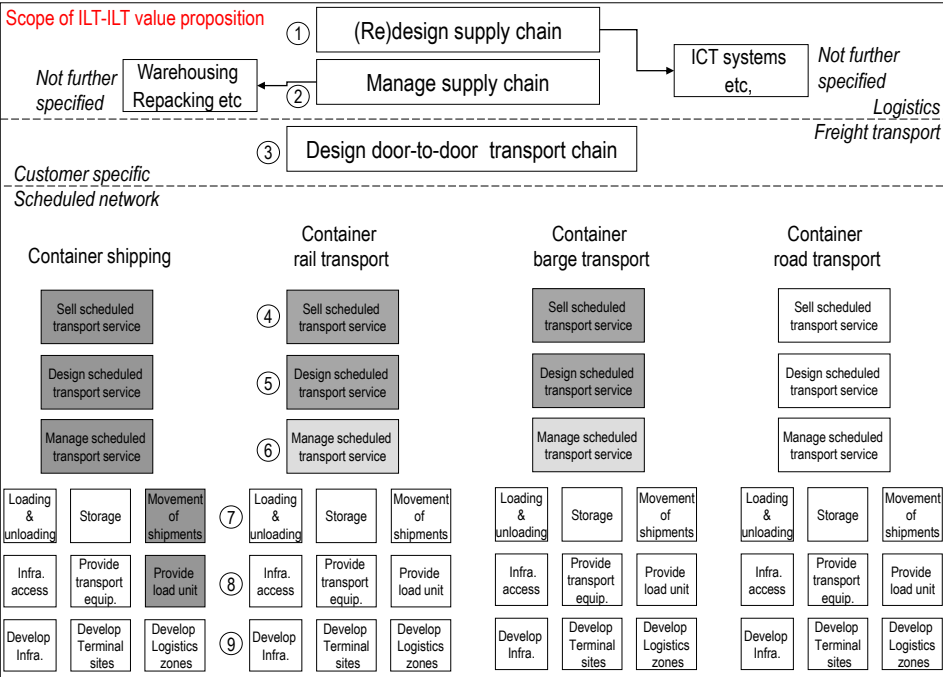 Scope of ILT-ILT value proposition
1
(Re)design supply chain
Not further
specified
Warehousing
Repacking etc
2
Manage supply chain
ICT systems
etc,
Not further
specified
Logistics
Freight transport
3
Design door-to-door transport chain
Customer specific
Scheduled network
Container shipping
Container
rail transport
Container
barge transport
Container
road transport
Sell scheduled
transport service
4
Sell scheduled
transport service
Sell scheduled
transport service
Sell scheduled
transport service
Design scheduled
transport service
5
Design scheduled
transport service
Design scheduled
transport service
Design scheduled
transport service
Manage scheduled
transport service
6
Manage scheduled
transport service
Manage scheduled
transport service
Manage scheduled
transport service
Loading
&
unloading
Storage
Movement
of
shipments
7
Loading
&
unloading
Storage
Movement
of
shipments
Loading
&
unloading
Storage
Movement
of
shipments
Loading
&
unloading
Storage
Movement
of
shipments
Infra.
access
Provide
transport
equip.
Provide
load unit
8
Infra.
access
Provide
transport
equip.
Provide
load unit
Infra.
access
Provide
transport
equip.
Provide
load unit
Infra.
access
Provide
transport
equip.
Provide
load unit
Develop
Infra.
Develop
Terminal
sites
Develop
Logistics
zones
9
Develop
Infra.
Develop
Terminal
sites
Develop
Logistics
zones
Develop
Infra.
Develop
Terminal
sites
Develop
Logistics
zones
Develop
Infra.
Develop
Terminal
sites
Develop
Logistics
zones